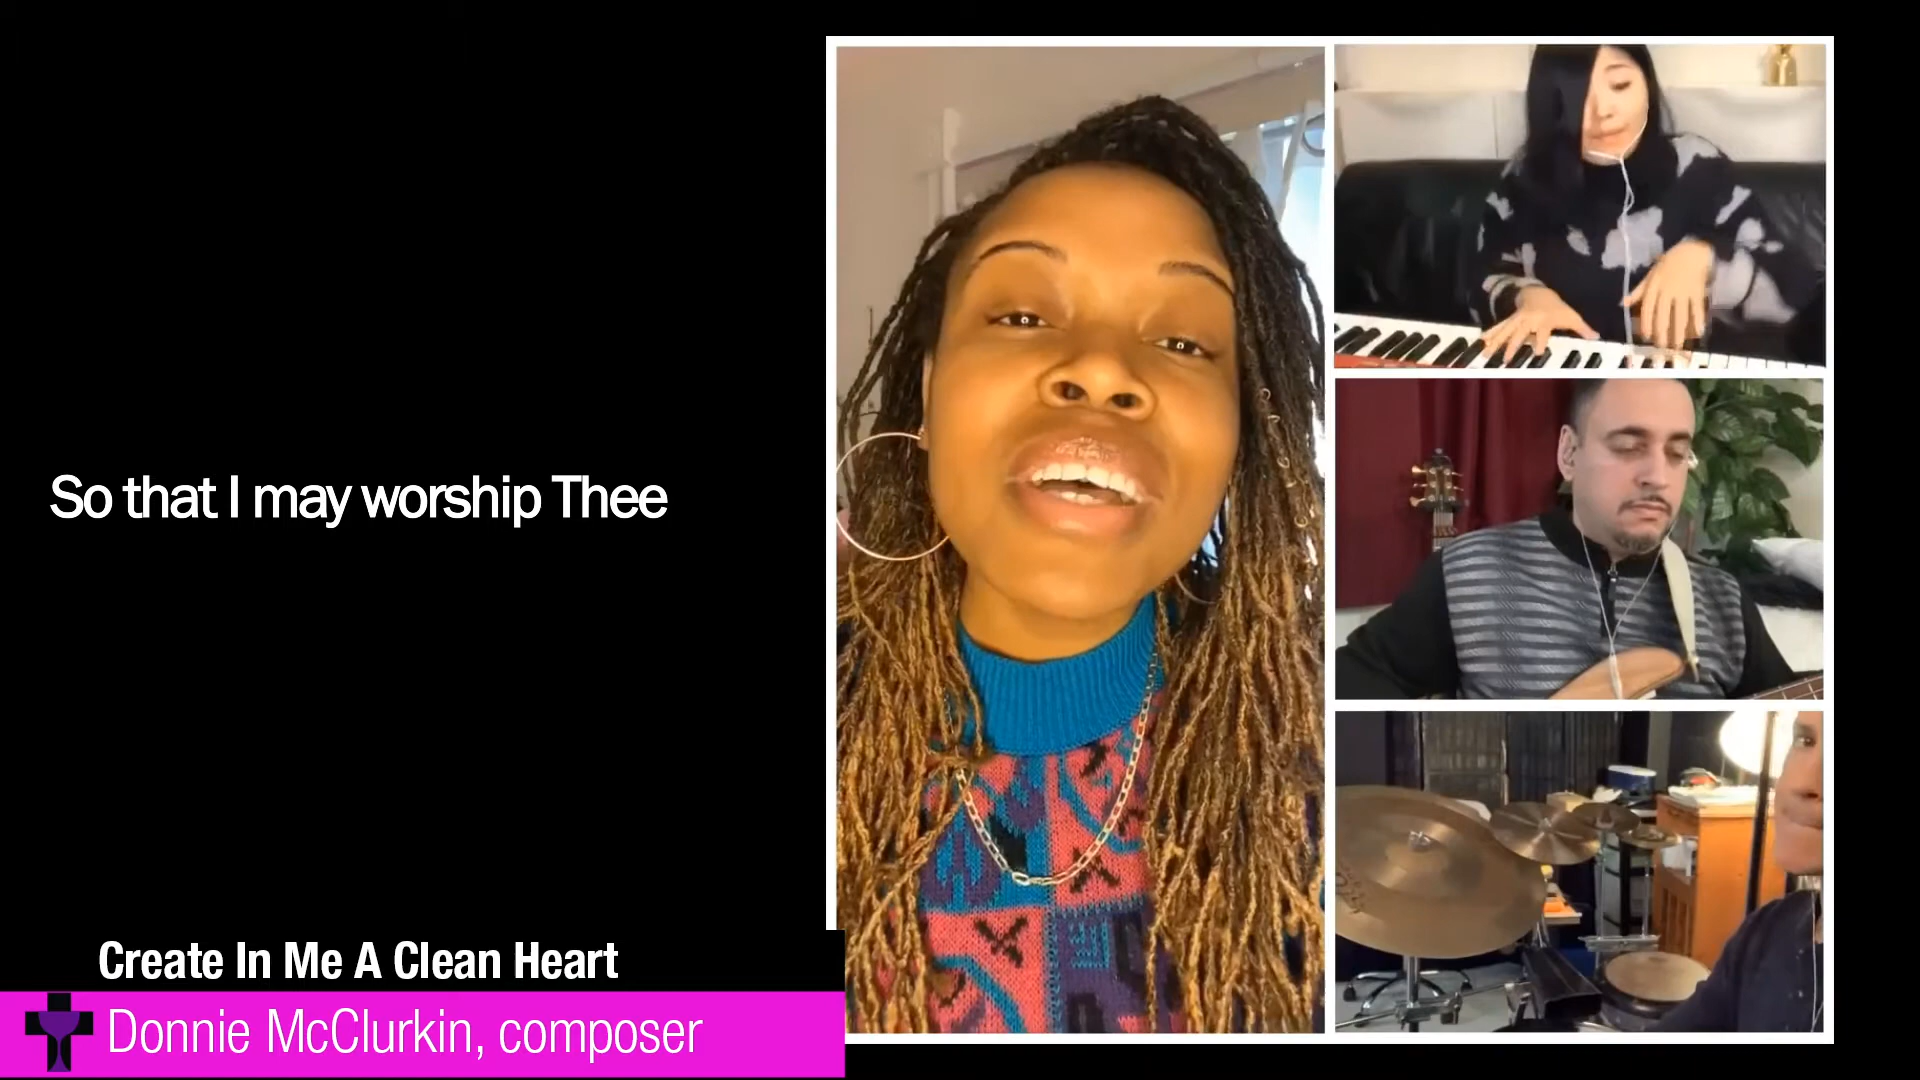 So that I may worship Thee
Create In Me A Clean Heart
Donnie McClurkin, composer